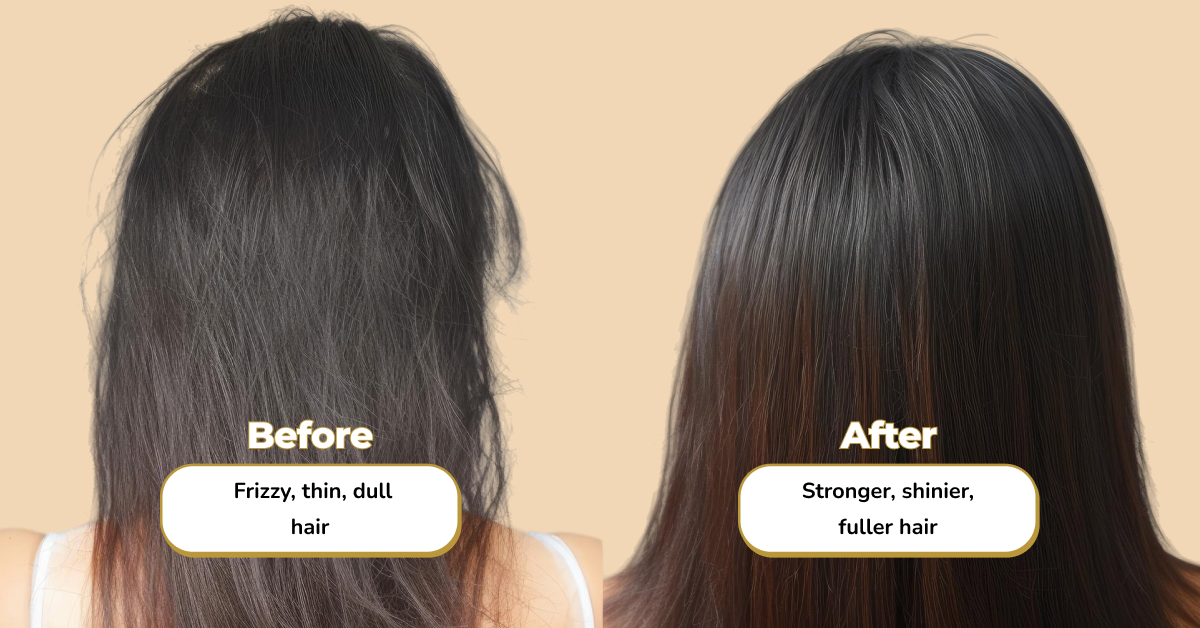 Before
Frizzy, thin, dull
hair
After
Stronger, shinier,
fuller hair